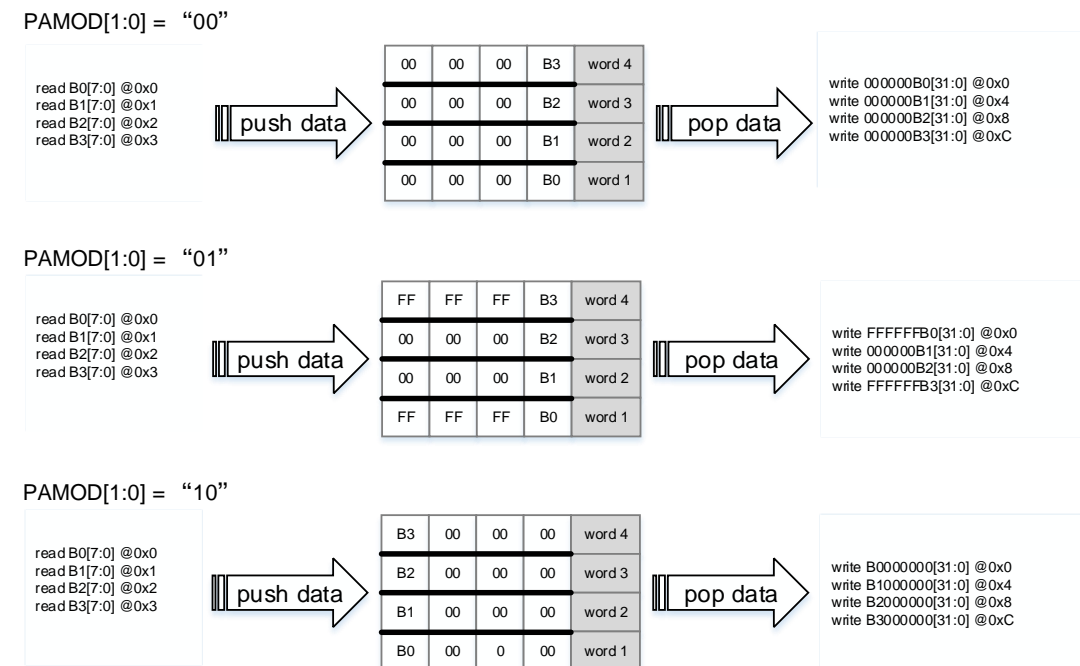 PAMOD[1:0] = “00”
read B0[7:0] @0x0
read B1[7:0] @0x1
read B2[7:0] @0x2
read B3[7:0] @0x3
push data
00 00 00 B3 word 4
00 00 00 B2 word 3
00 00 00 B1 word 2
00 00 00 B0 word 1
pop data
write 000000B0[31:0] @0x0
write 000000B1[31:0] @0x4
write 000000B2[31:0] @0x8
write 000000B3[31:0] @0xC
PAMOD[1:0] = “01”
read B0[7:0] @0x0
read B1[7:0] @0x1
read B2[7:0] @0x2
read B3[7:0] @0x3
push data
FF FF FF B3 word 4
00 00 00 B2 word 3
00 00 00 B1 word 2
FF FF FF B0 word 1
pop data
write FFFFFFB0[31:0] @0x0
write 000000B1[31:0] @0x4
write 000000B2[31:0] @0x8
write FFFFFFB3[31:0] @0xC
PAMOD[1:0] = “10”
read B0[7:0] @0x0
read B1[7:0] @0x1
read B2[7:0] @0x2
read B3[7:0] @0x3
push data
B3 00 00 00 word 4
B2 00 00 00 word 3
B1 00 00 00 word 2
B0 00 0 00 word 1
pop data
write B0000000[31:0] @0x0
write B1000000[31:0] @0x4
write B2000000[31:0] @0x8
write B3000000[31:0] @0xC